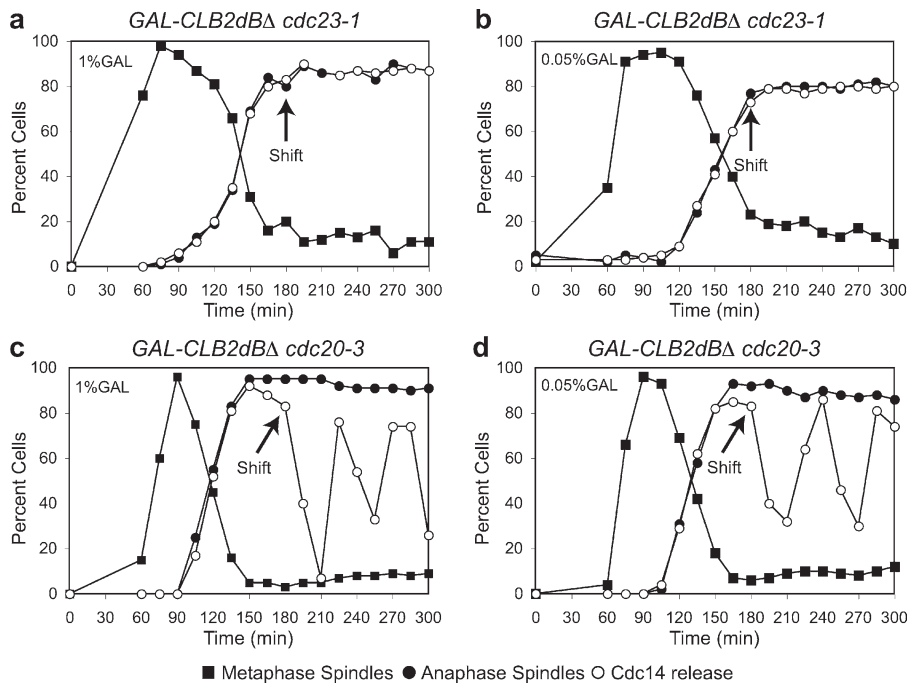 a
GAL-CLB2dBΔ cdc23-1
1%GAL
Shift
Percent Cells
100
80
60
40
20
0
0 30 60 90 120 150 180 210 240 270 300
Time (min)
b
GAL-CLB2dBΔ cdc23-1
0.05%GAL
Shift
Percent Cells
100
80
60
40
20
0
0 30 60 90 120 150 180 210 240 270 300
Time (min)
c
GAL-CLB2dBΔ cdc20-3
1%GAL
Shift
Percent Cells
100
80
60
40
20
0
0 30 60 90 120 150 180 210 240 270 300
Time (min)
d
GAL-CLB2dBΔ cdc20-3
0.05%GAL
Shift
Percent Cells
100
80
60
40
20
0
0 30 60 90 120 150 180 210 240 270 300
Time (min)
Metaphase Spindles Anaphase Spindles Cdc14 release